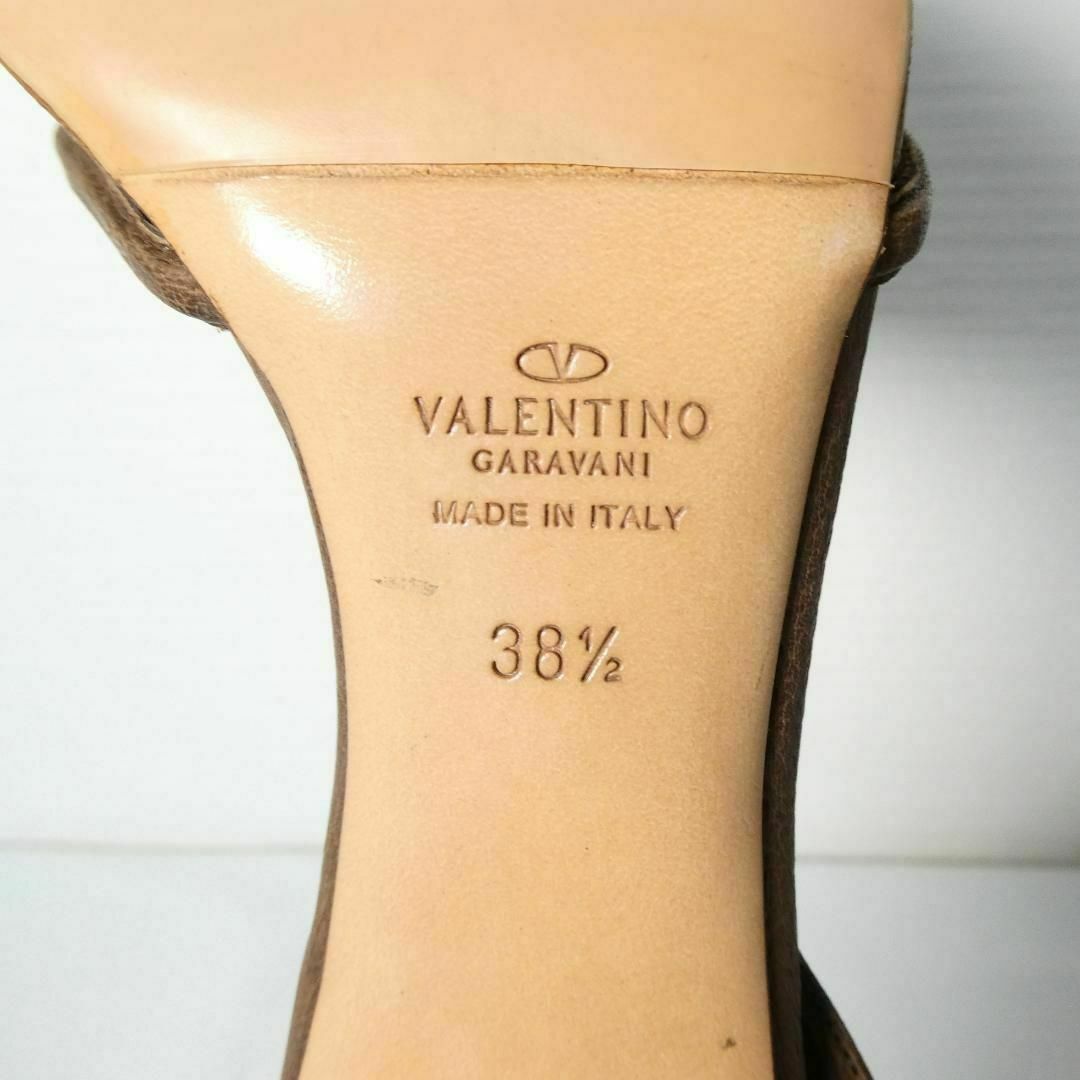 VALENTINO
GARAVANI
MADE IN ITALY
38½